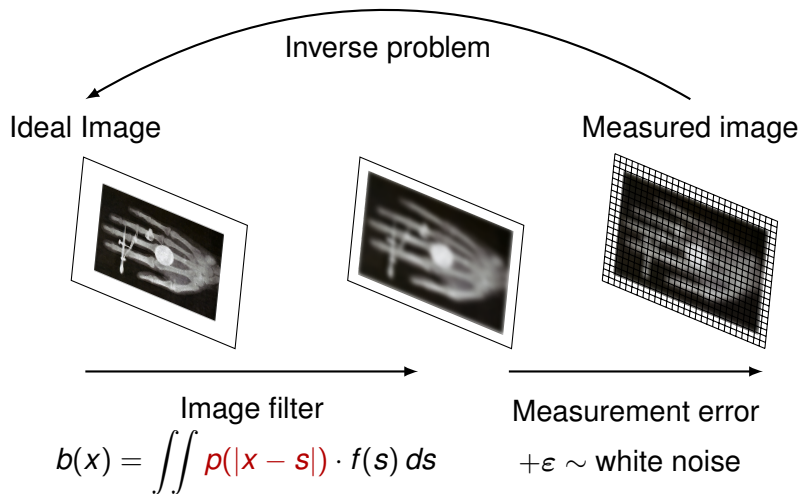 Inverse problem
Ideal Image
Measured image
Image filter
Measurement error
b(x) = ∬ p(|x − s|) · f(s) ds
+ε ∼ white noise